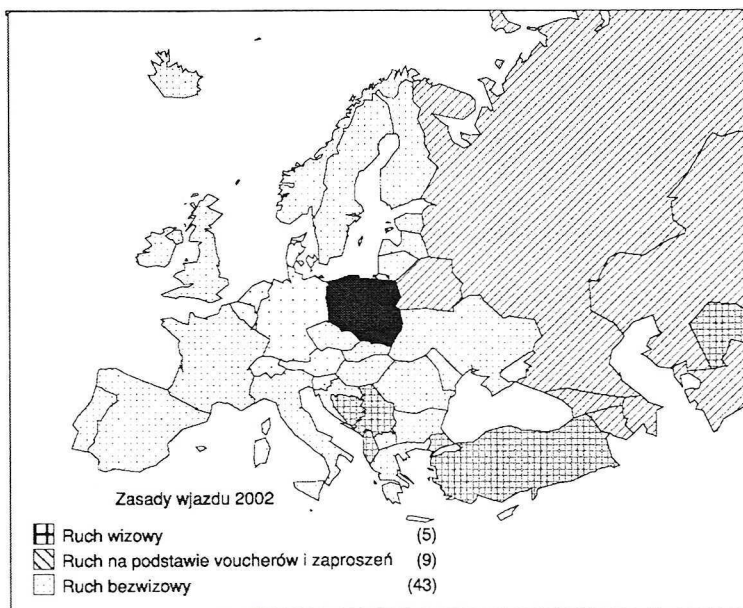 Zasady wjazdu 2002
Ruch wizowy (5)
Ruch na podstawie voucherów i zaproszeń (9)
Ruch bezwizowy (43)